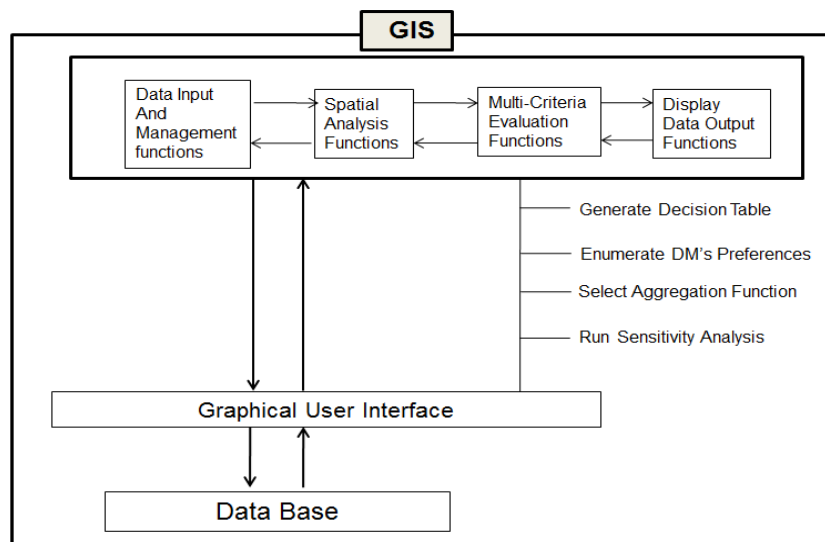 GIS
Data Input
And
Management
functions
Spatial
Analysis
Functions
Multi-Criteria
Evaluation
Functions
Display
Data Output
Functions
Generate Decision Table
Enumerate DM's Preferences
Select Aggregation Function
Run Sensitivity Analysis
Graphical User Interface
Data Base